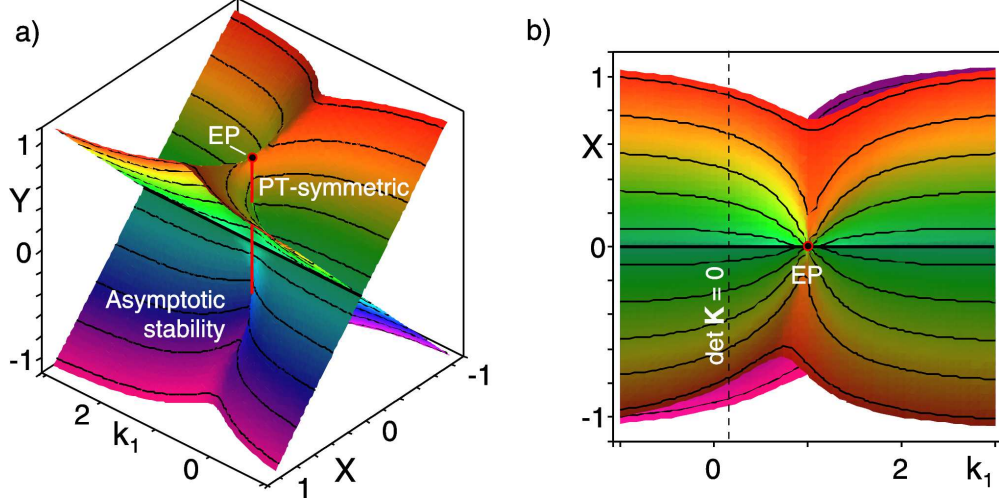 a)
EP
PT-symmetric
Asymptotic
stability
1
Y
0
-1
2
k1
0
1
X
0
-1
b)
1
X
0
-1
EP
det K = 0
0
2
k1